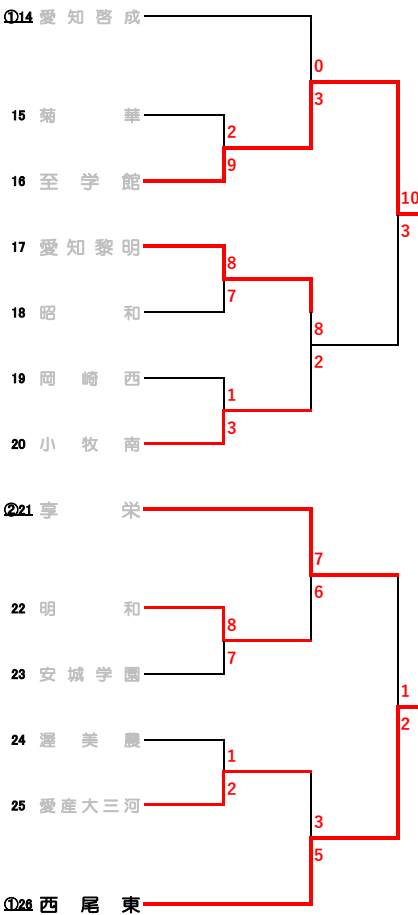 ①14 愛知啓成
0
3
15 菊華
2
16 至学館
9
10
3
17 愛知黎明
8
7
18 昭和
8
2
19 岡崎西
1
20 小牧南
3
②21 享栄
7
6
22 明和
8
7
23 安城学園
1
2
24 渥美農
1
25 愛産大三河
2
3
5
①26 西尾東